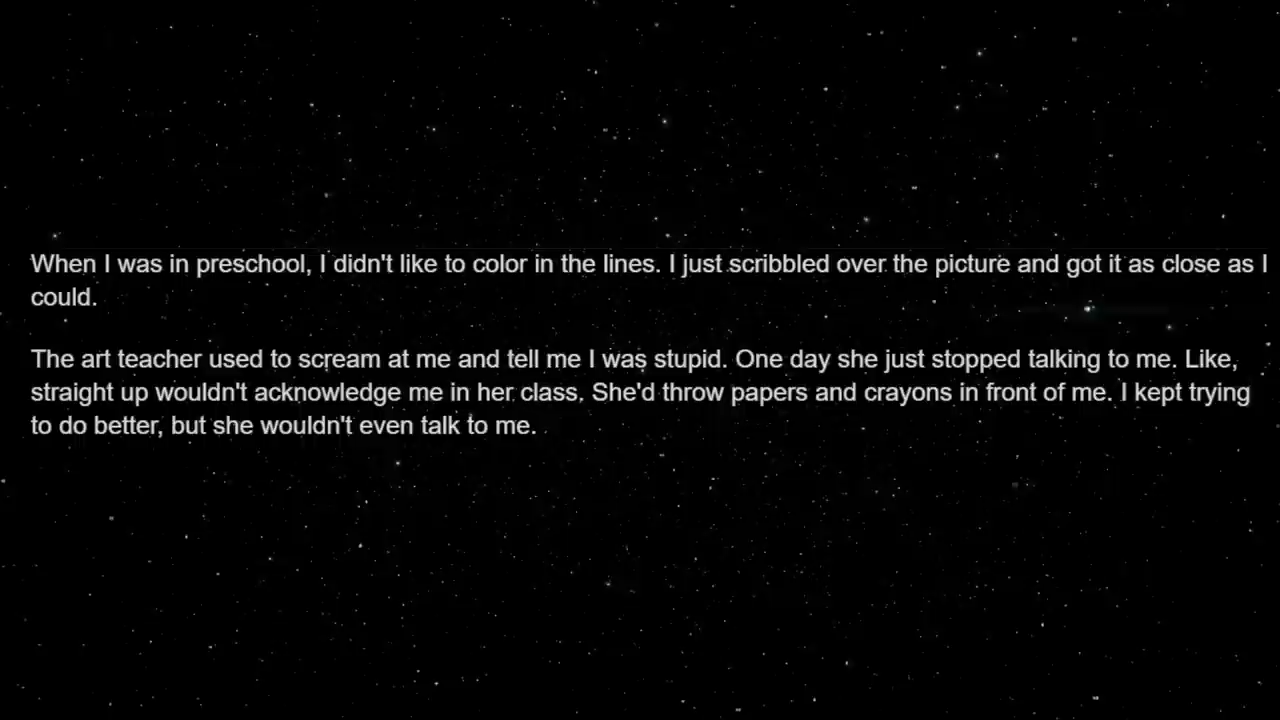 When I was in preschool, I didn't like to color in the lines. I just scribbled over the picture and got it as close as I
could.
The art teacher used to scream at me and tell me I was stupid. One day she just stopped talking to me. Like,
straight up wouldn't acknowledge me in her class. She'd throw papers and crayons in front of me. I kept trying
to do better, but she wouldn't even talk to me.